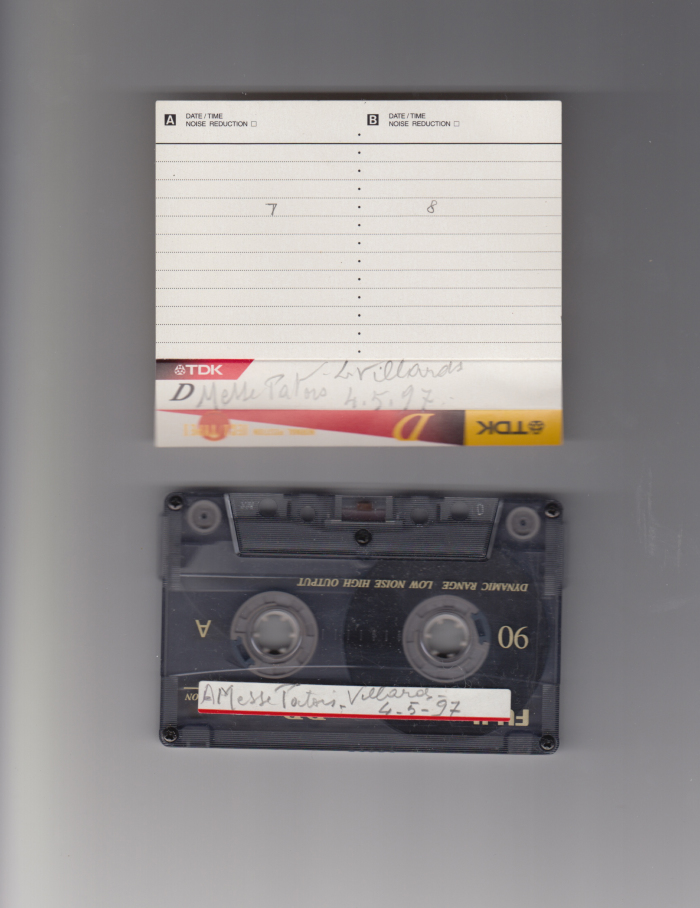 A DATE / TIME
NOISE REDUCTION
B DATE / TIME
NOISE REDUCTION
7
8
TDK
D Messe Patois - Villards
4.5.97
D TDK
DYNAMIC RANGE LOW NOISE HIGH OUTPUT
A
90
A Messe Patois. Villards-
4-5-97
FUJI